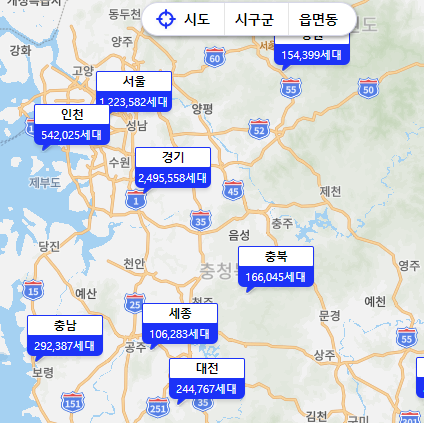 동두천
시도 시구군 읍면동
강화
양주
60
고양
154,399세대
서울
1,223,582세대
55
50
인천
542,025세대
양평
성남
52
경기
2,495,558세대
수원
제부도
45
제천
1
35
음성
충주
당진
충북
166,045세대
천안
영주
15
예산
25
세종
106,283세대
예천
문경
충남
292,387세대
공주
상주
55
보령
대전
244,767세대
151
251
35
김천